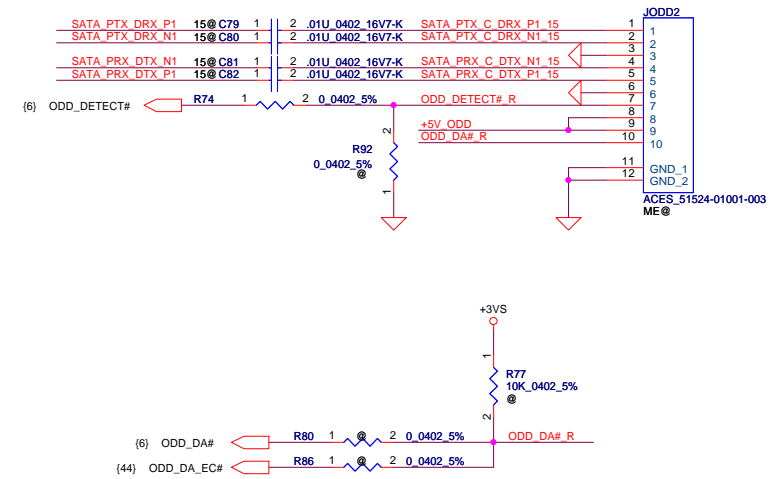 JODD2
SATA_PTX_DRX_P1 15@ C79 1 2 .01U_0402_16V7-K SATA_PTX_C_DRX_P1_15 1 1
SATA_PTX_DRX_N1 15@ C80 1 2 .01U_0402_16V7-K SATA_PTX_C_DRX_N1_15 2 2
3 3
SATA_PRX_DTX_N1 15@ C81 1 2 .01U_0402_16V7-K SATA_PRX_C_DTX_N1_15 4 4
SATA_PRX_DTX_P1 15@ C82 1 2 .01U_0402_16V7-K SATA_PRX_C_DTX_P1_15 5 5
6 6
{6} ODD_DETECT# R74 1 2 0_0402_5% ODD_DETECT#_R 7 7
8 8
+5V_ODD 9 9
ODD_DA#_R 10 10
2
R92
0_0402_5%
@
1
11 GND_1
12 GND_2
ACES_51524-01001-003
ME@
+3VS
1
R77
10K_0402_5%
@
2
{6} ODD_DA# R80 1 @ 2 0_0402_5% ODD_DA#_R
{44} ODD_DA_EC# R86 1 @ 2 0_0402_5%